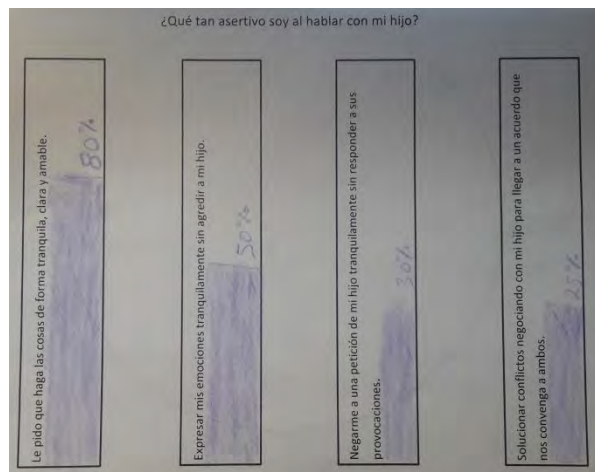 ¿Qué tan asertivo soy al hablar con mi hijo?
Le pido que haga las cosas de forma tranquila, clara y amable.
80%
Expresar mis emociones tranquilamente sin agredir a mi hijo.
50%
Negarme a una petición de mi hijo tranquilamente sin responder a sus
provocaciones.
30%
Solucionar conflictos negociando con mi hijo para llegar a un acuerdo que
nos convenga a ambos.
25%